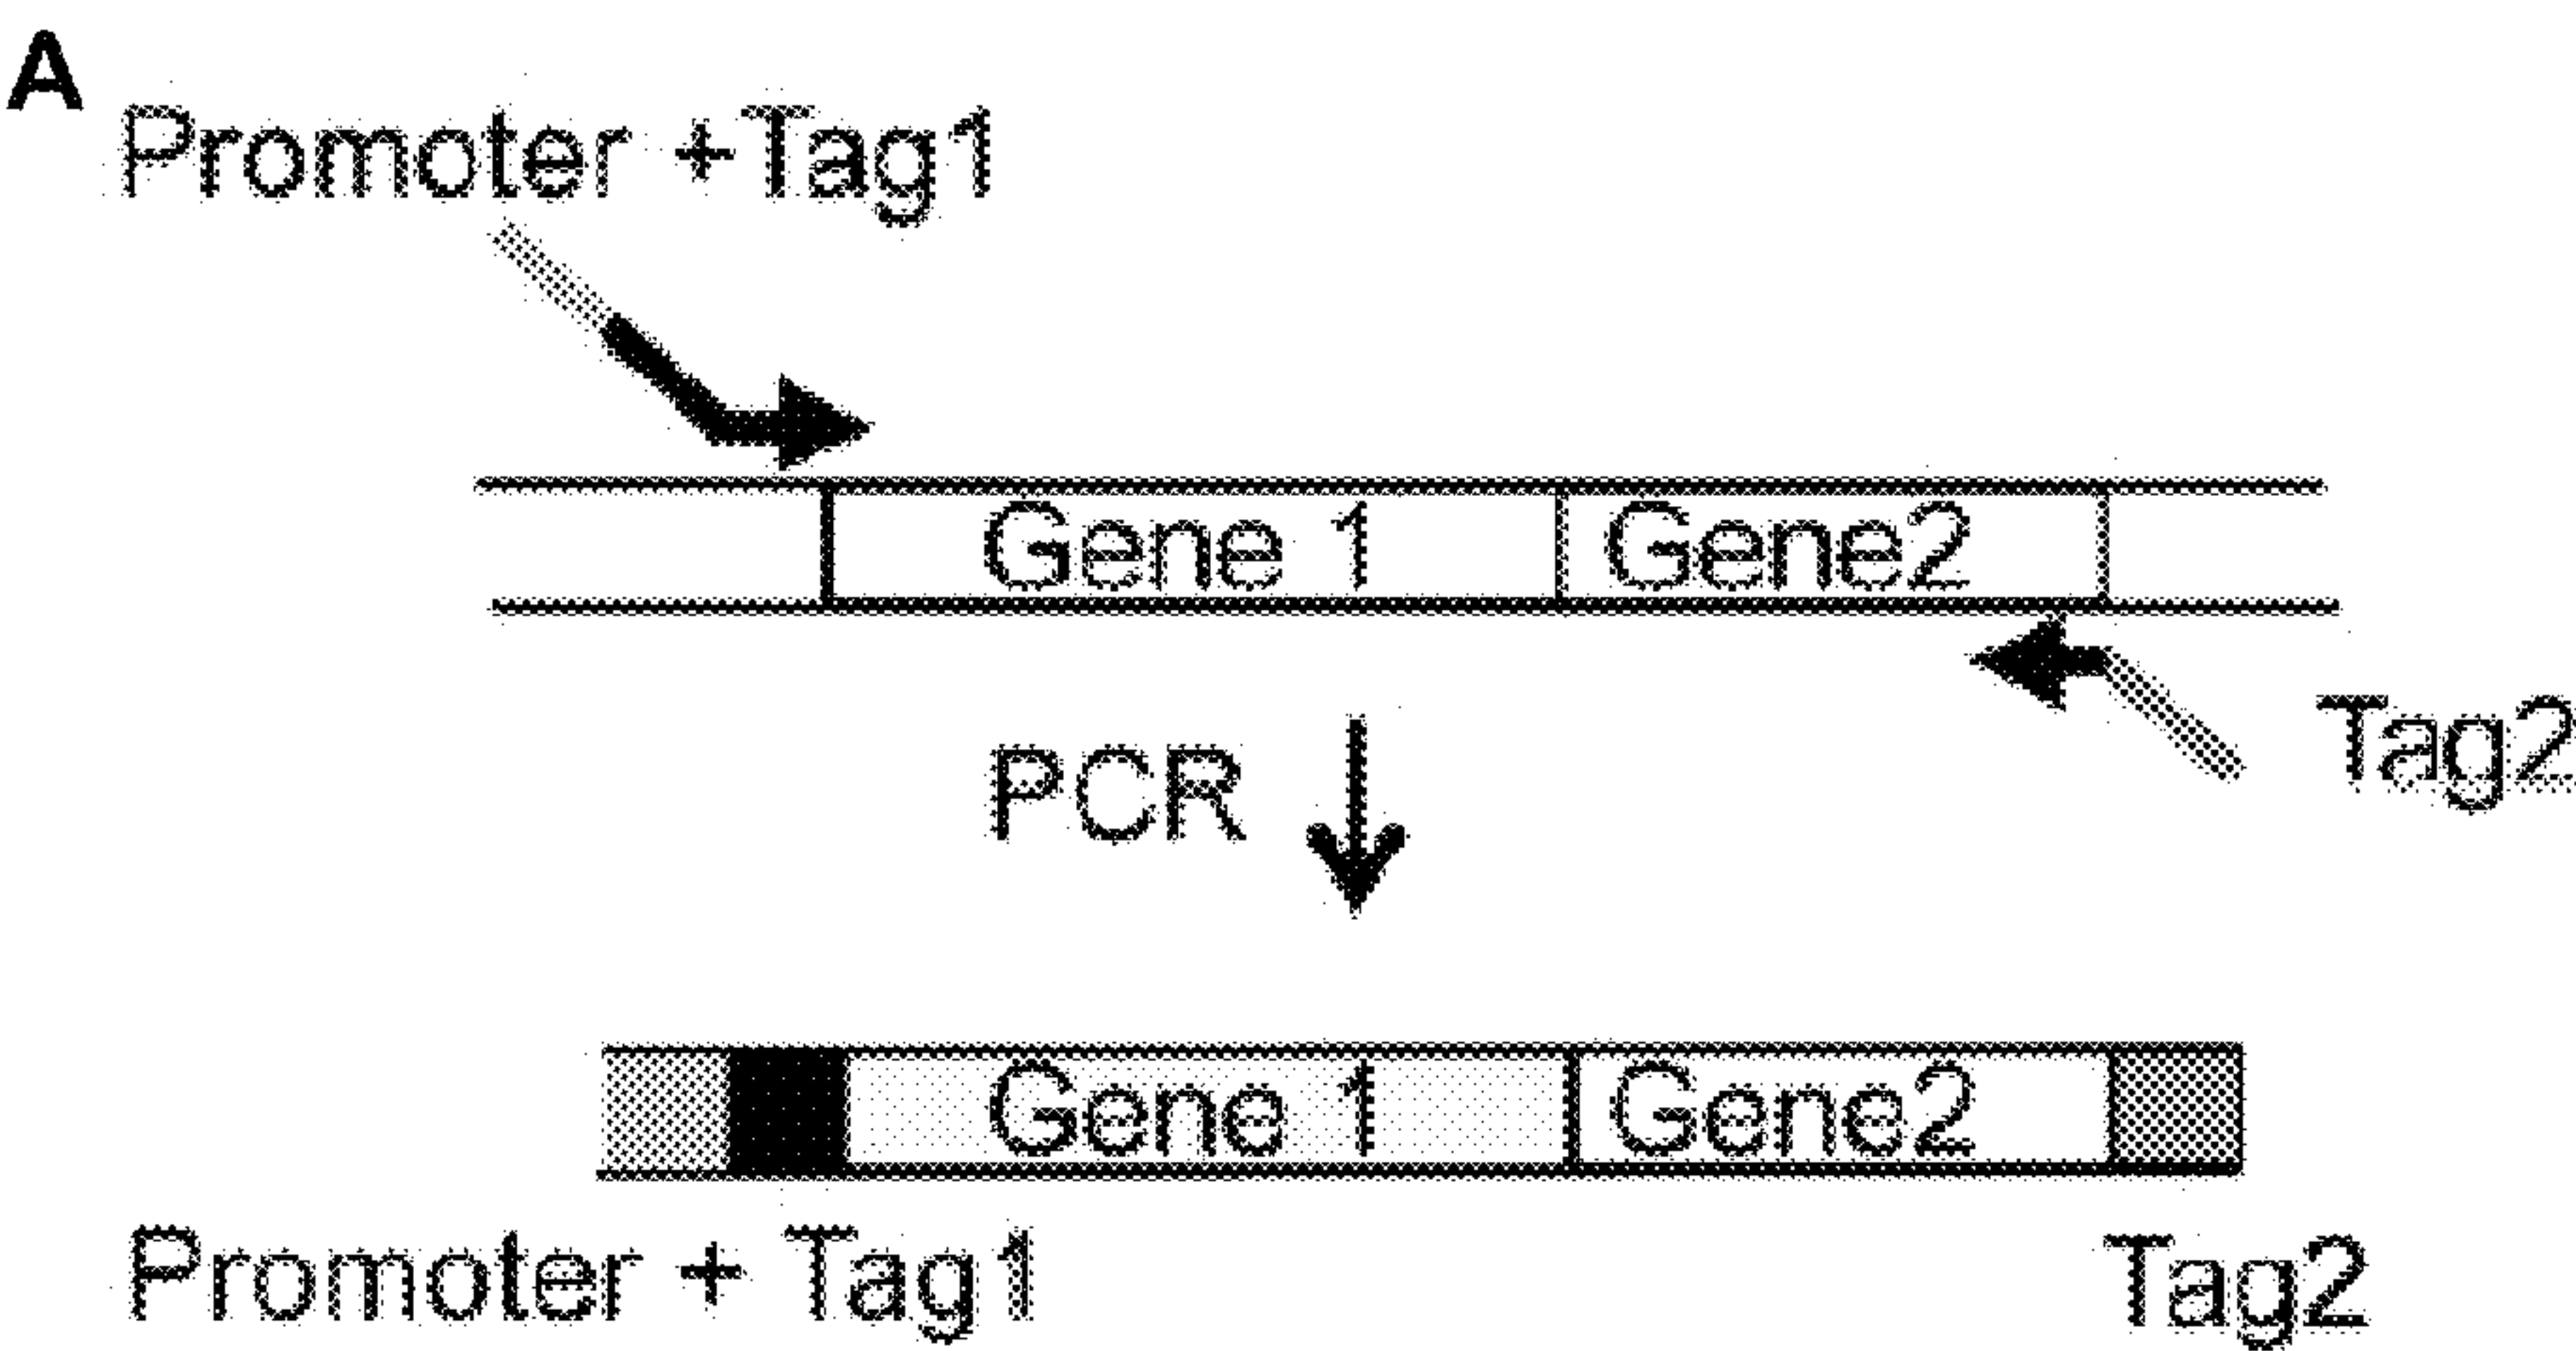 A
Promoter +Tag1
Gene 1 Gene2
Tag2
PCR
Gene 1 Gene2
Promoter + Tag1 Tag2